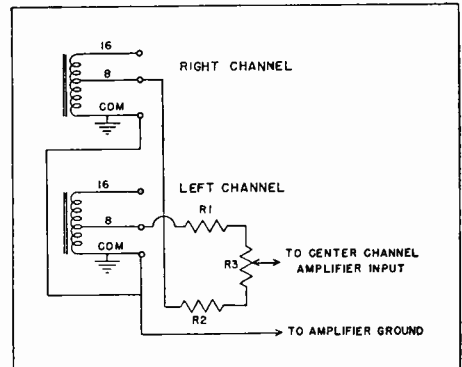 16
RIGHT CHANNEL
8
COM
16
LEFT CHANNEL
8
R1
COM
R3
TO CENTER CHANNEL
AMPLIFIER INPUT
R2
TO AMPLIFIER GROUND